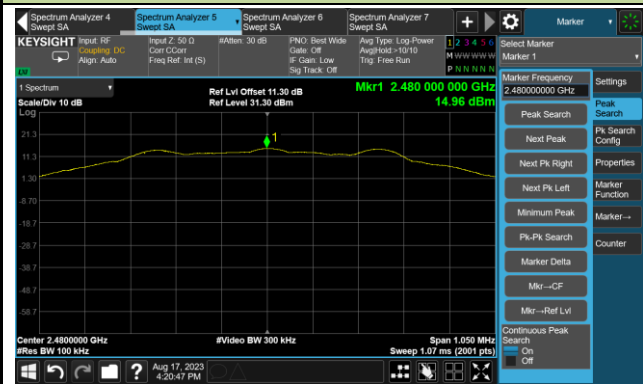 Spectrum Analyzer 4
Swept SA
Spectrum Analyzer 5
Swept SA
Spectrum Analyzer 6
Swept SA
Spectrum Analyzer 7
Swept SA
+
Marker
KEYSIGHT
Input: RF
Coupling: DC
Align: Auto
Input Z: 50 Ω
Corr CCorr
Freq Ref: Int (S)
#Atten: 30 dB
PNO: Best Wide
Gate: Off
IF Gain: Low
Sig Track: Off
Avg Type: Log-Power
Avg|Hold:>10/10
Trig: Free Run
1 2 3 4 5 6
M W W W W W
P N N N N N
LW
Select Marker
Marker 1
1 Spectrum
Scale/Div 10 dB
Log
Ref Lvl Offset 11.30 dB
Ref Level 31.30 dBm
Mkr1 2.480 000 000 GHz
14.96 dBm
1
21.3
11.3
1.30
-8.70
-18.7
-28.7
-38.7
-48.7
-58.7
Center 2.4800000 GHz
#Res BW 100 kHz
#Video BW 300 kHz
Span 1.050 MHz
Sweep 1.07 ms (2001 pts)
Marker Frequency
2.480000000 GHz
Peak Search
Next Peak
Next Pk Right
Next Pk Left
Minimum Peak
Pk-Pk Search
Marker Delta
Mkr→CF
Mkr→Ref Lvl
Continuous Peak
Search
On
Off
Settings
Peak
Search
Pk Search
Config
Properties
Marker
Function
Marker→
Counter
?
Aug 17, 2023
4:20:47 PM